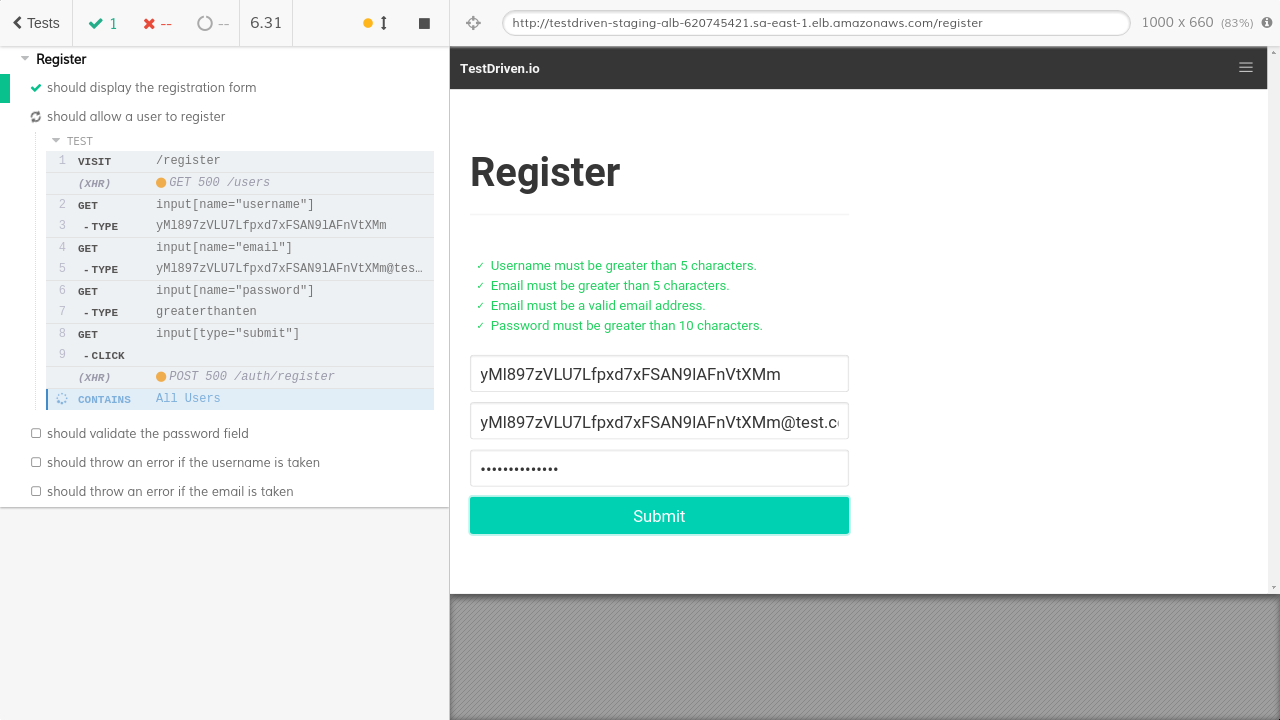 Tests
1
--
--
6.31
http://testdriven-staging-alb-620745421.sa-east-1.elb.amazonaws.com/register
1000 x 660 (83%)
Register
should display the registration form
should allow a user to register
TEST
1 VISIT /register
(XHR) GET 500 /users
2 GET input[name="username"]
3 - TYPE yMl897zVLU7Lfpxd7xFSAN9lAFnVtXMm
4 GET input[name="email"]
5 - TYPE yMl897zVLU7Lfpxd7xFSAN9lAFnVtXMm@tes…
6 GET input[name="password"]
7 - TYPE greaterthanten
8 GET input[type="submit"]
9 - CLICK
(XHR) POST 500 /auth/register
CONTAINS All Users
should validate the password field
should throw an error if the username is taken
should throw an error if the email is taken
TestDriven.io
Register
✓ Username must be greater than 5 characters.
✓ Email must be greater than 5 characters.
✓ Email must be a valid email address.
✓ Password must be greater than 10 characters.
yMl897zVLU7Lfpxd7xFSAN9lAFnVtXMm
yMl897zVLU7Lfpxd7xFSAN9lAFnVtXMm@test.c
••••••••••••••
Submit